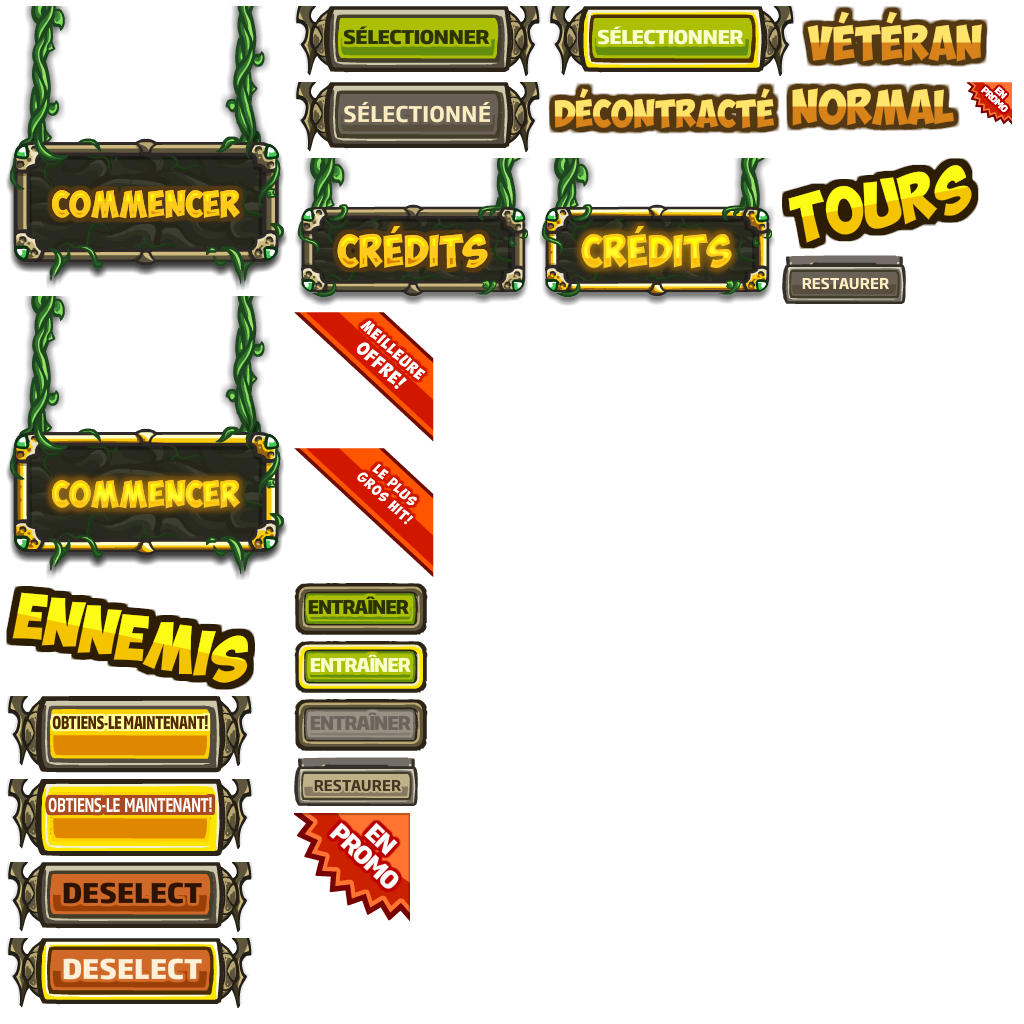 SÉLECTIONNER
SÉLECTIONNER
VÉTÉRAN
SÉLECTIONNÉ
DÉCONTRACTÉ
NORMAL
EN
PROMO
COMMENCER
CRÉDITS
CRÉDITS
TOURS
RESTAURER
MEILLEURE
OFFRE!
COMMENCER
LE PLUS
GROS HIT!
ENNEMIS
ENTRAÎNER
ENTRAÎNER
ENTRAÎNER
OBTIENS-LE MAINTENANT!
RESTAURER
OBTIENS-LE MAINTENANT!
EN
PROMO
DESELECT
DESELECT